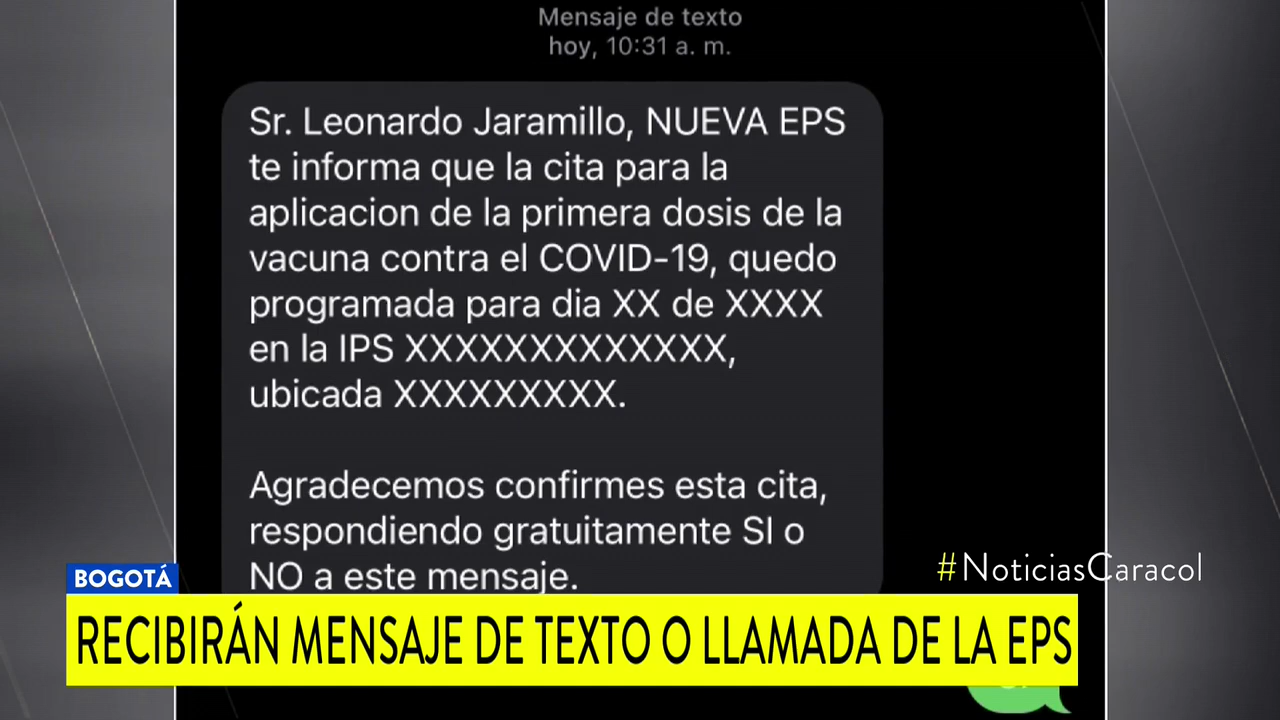 Mensaje de texto
hoy, 10:31 a. m.
Sr. Leonardo Jaramillo, NUEVA EPS
te informa que la cita para la
aplicacion de la primera dosis de la
vacuna contra el COVID-19, quedo
programada para dia XX de XXXX
en la IPS XXXXXXXXXXXXX,
ubicada XXXXXXXXX.
Agradecemos confirmes esta cita,
respondiendo gratuitamente SI o
NO a este mensaje.
#NoticiasCaracol
BOGOTÁ
RECIBIRÁN MENSAJE DE TEXTO O LLAMADA DE LA EPS